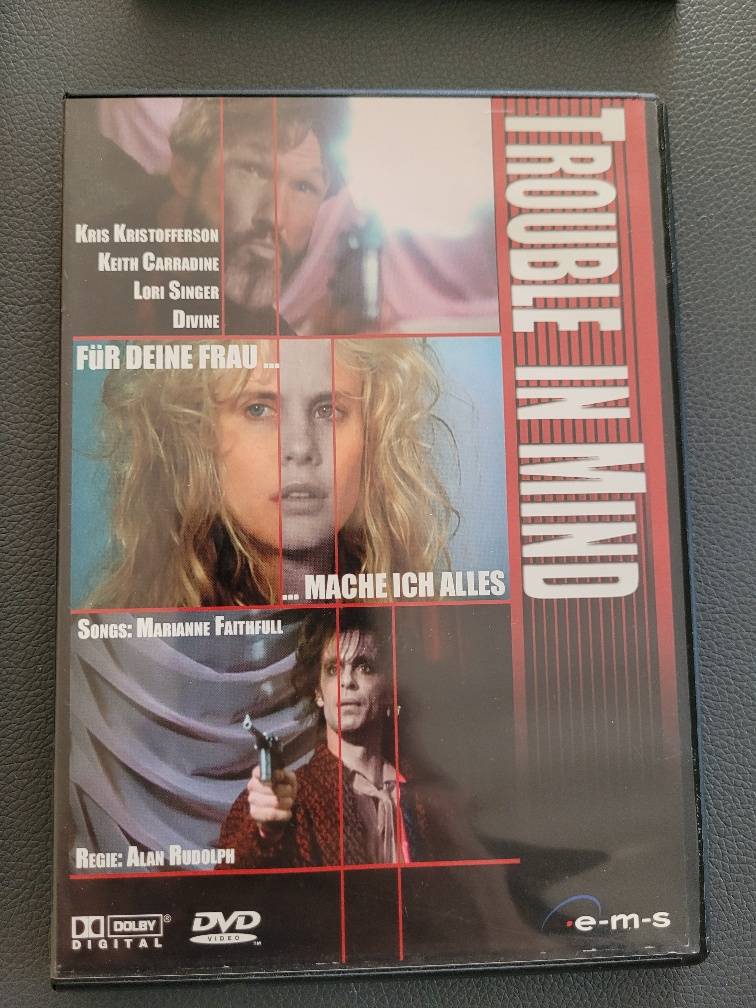 KRIS KRISTOFFERSON
KEITH CARRADINE
LORI SINGER
DIVINE
TROUBLE IN MIND
FÜR DEINE FRAU ...
... MACHE ICH ALLES
SONGS: MARIANNE FAITHFULL
REGIE: ALAN RUDOLPH
DOLBY®
DIGITAL
DVD
VIDEO™
e-m-s